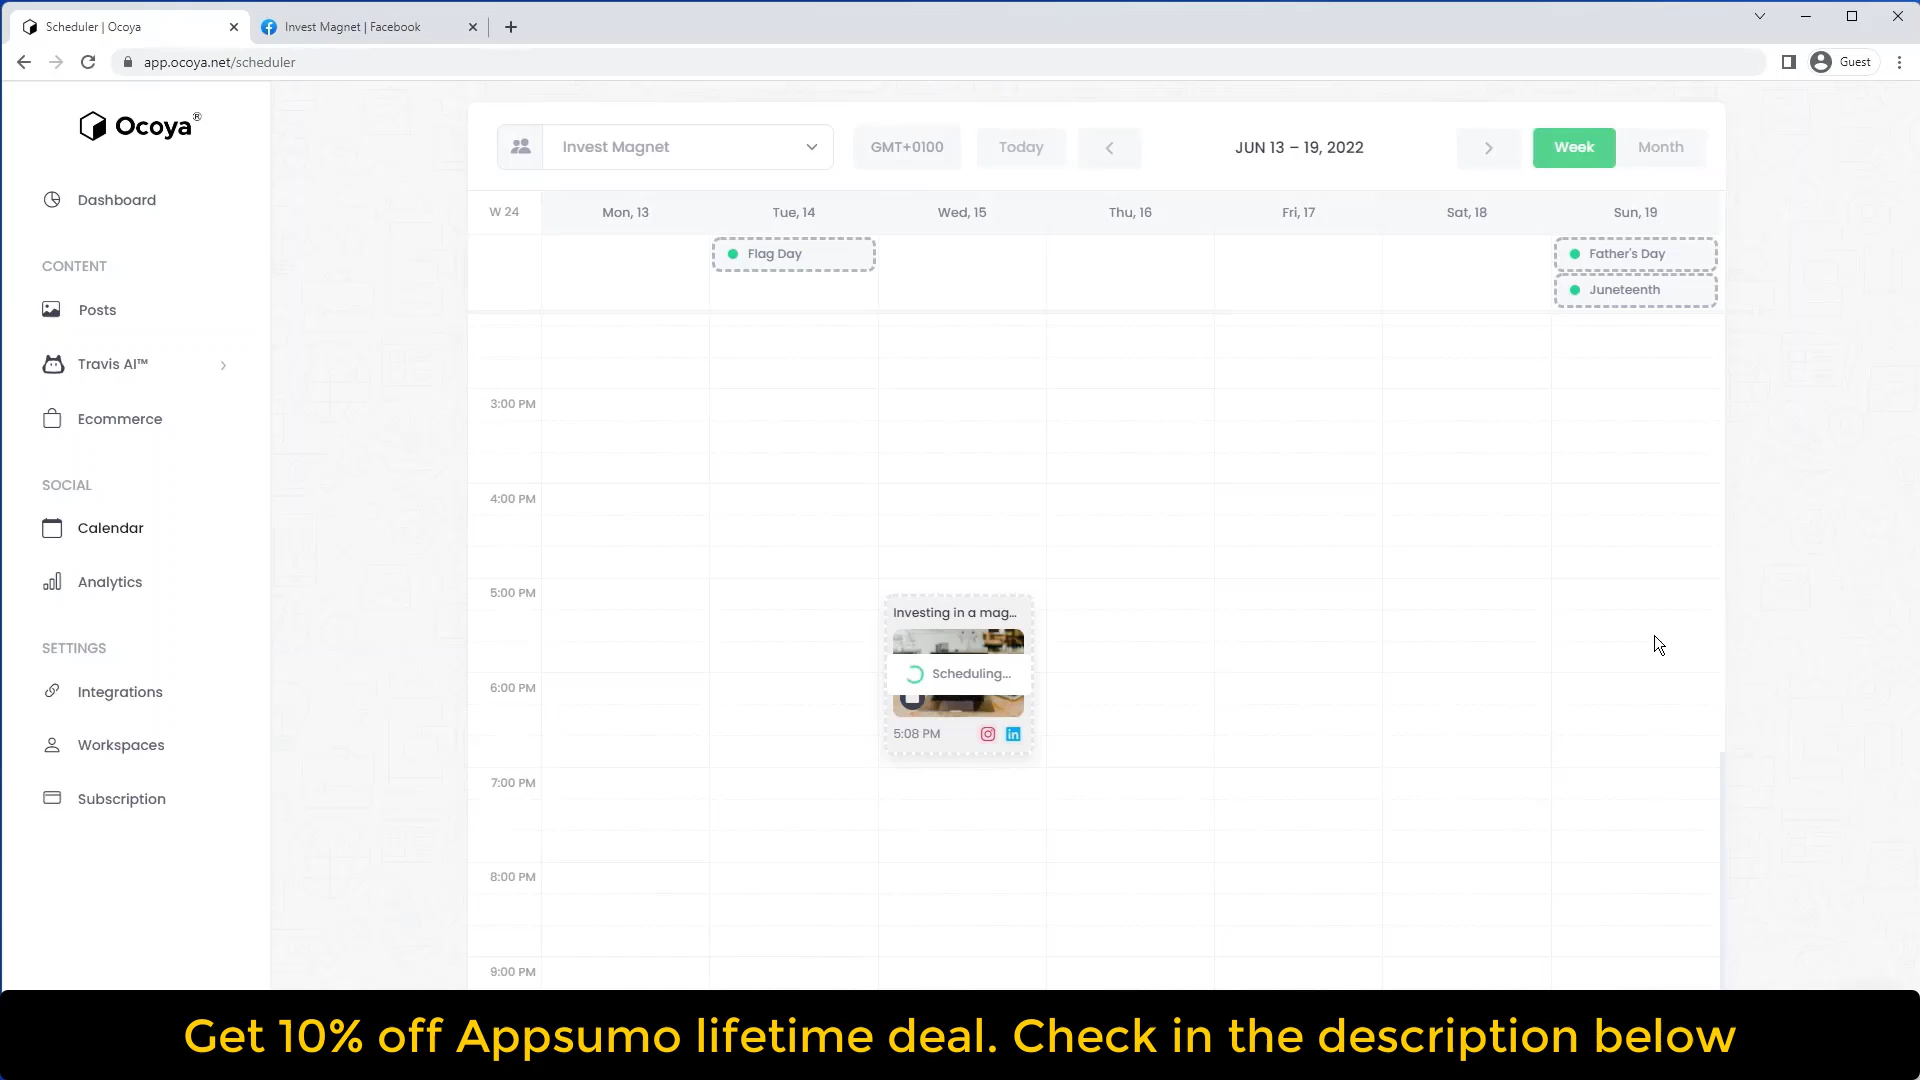 Scheduler | Ocoya
Invest Magnet | Facebook
app.ocoya.net/scheduler
Guest
Ocoya®
Dashboard
CONTENT
Posts
Travis AI™
Ecommerce
SOCIAL
Calendar
Analytics
SETTINGS
Integrations
Workspaces
Subscription
Invest Magnet
GMT+0100
Today
JUN 13 – 19, 2022
Week
Month
W 24
Mon, 13
Tue, 14
Wed, 15
Thu, 16
Fri, 17
Sat, 18
Sun, 19
Flag Day
Father's Day
Juneteenth
3:00 PM
4:00 PM
5:00 PM
Investing in a mag...
Scheduling...
6:00 PM
5:08 PM
7:00 PM
8:00 PM
9:00 PM
Get 10% off Appsumo lifetime deal. Check in the description below